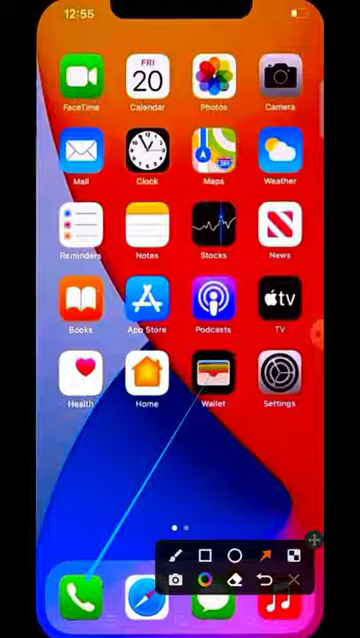 12:55
FRI
20
FaceTime
Calendar
Photos
Camera
Mail
Clock
Maps
Weather
Reminders
Notes
Stocks
News
tv
Books
App Store
Podcasts
TV
Health
Home
Wallet
Settings